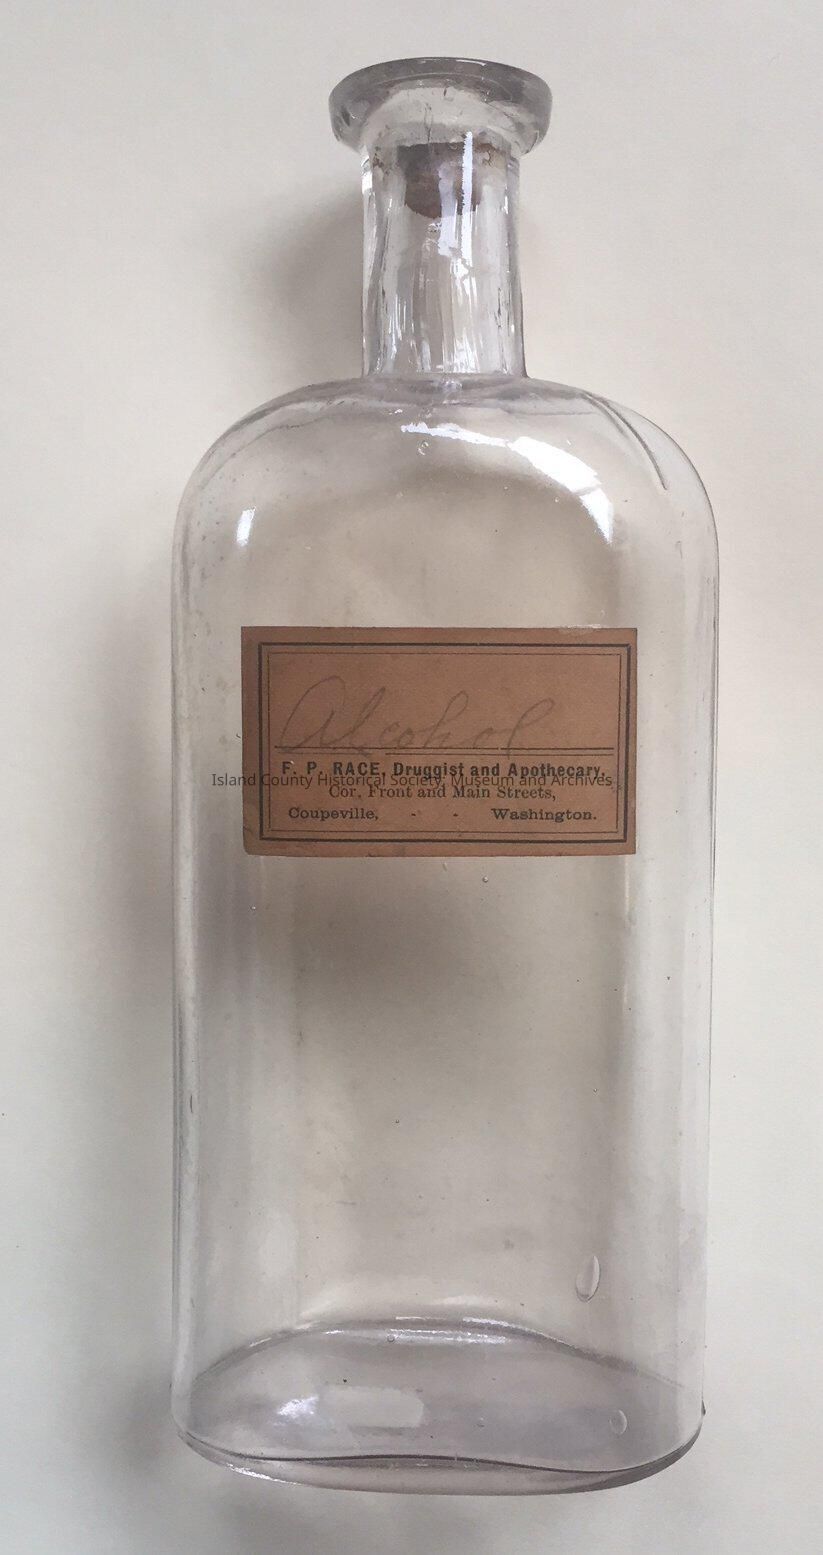 Alcohol
F. P. RACE, Druggist and Apothecary,
Island County Historical Society, Museum and Archives
Cor. Front and Main Streets,
Coupeville, - - Washington.